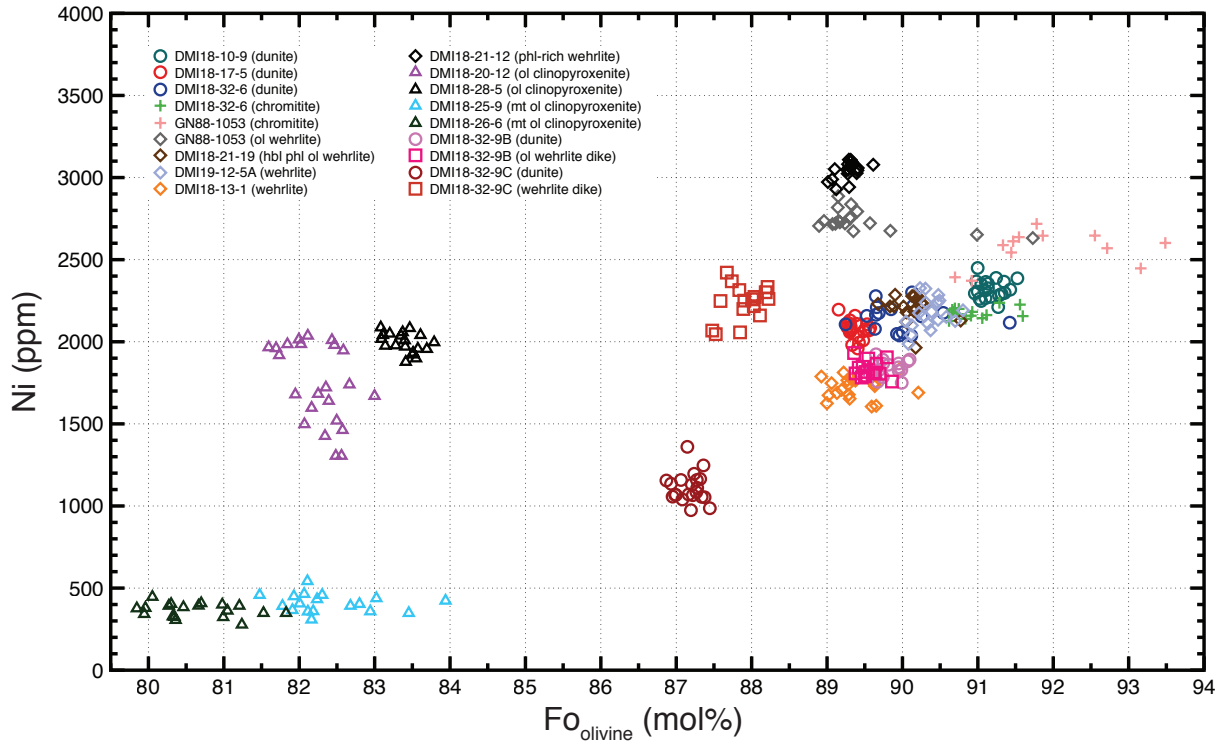 4000
3500
3000
2500
2000
1500
1000
500
0
Ni (ppm)
DMI18-10-9 (dunite)
DMI18-17-5 (dunite)
DMI18-32-6 (dunite)
DMI18-32-6 (chromitite)
GN88-1053 (chromitite)
GN88-1053 (ol wehrlite)
DMI18-21-19 (hbl phl ol wehrlite)
DMI19-12-5A (wehrlite)
DMI18-13-1 (wehrlite)
DMI18-21-12 (phl-rich wehrlite)
DMI18-20-12 (ol clinopyroxenite)
DMI18-28-5 (ol clinopyroxenite)
DMI18-25-9 (mt ol clinopyroxenite)
DMI18-26-6 (mt ol clinopyroxenite)
DMI18-32-9B (dunite)
DMI18-32-9B (ol wehrlite dike)
DMI18-32-9C (dunite)
DMI18-32-9C (wehrlite dike)
80 81 82 83 84 85 86 87 88 89 90 91 92 93 94
Fo olivine (mol%)